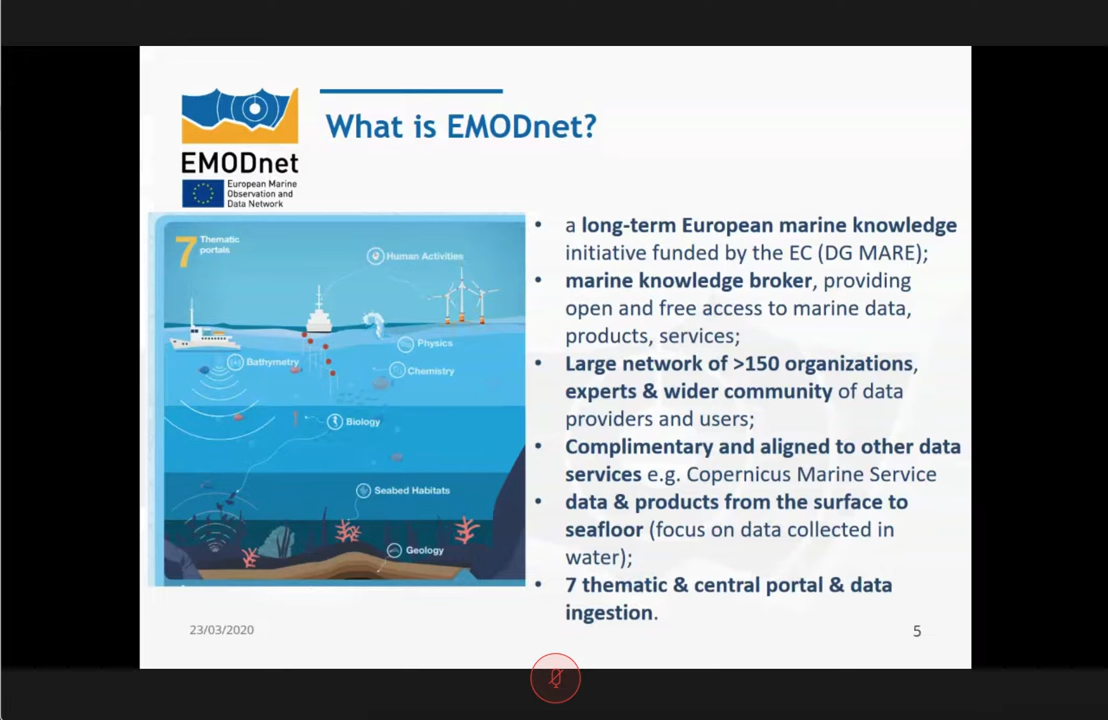 What is EMODnet?
EMODnet
European Marine
Observation and
Data Network
7 Thematic
portals
Human Activities
Physics
Bathymetry
Chemistry
Biology
Seabed Habitats
Geology
• a long-term European marine knowledge
initiative funded by the EC (DG MARE);
• marine knowledge broker, providing
open and free access to marine data,
products, services;
• Large network of >150 organizations,
experts & wider community of data
providers and users;
• Complimentary and aligned to other data
services e.g. Copernicus Marine Service
• data & products from the surface to
seafloor (focus on data collected in
water);
• 7 thematic & central portal & data
ingestion.
23/03/2020
5